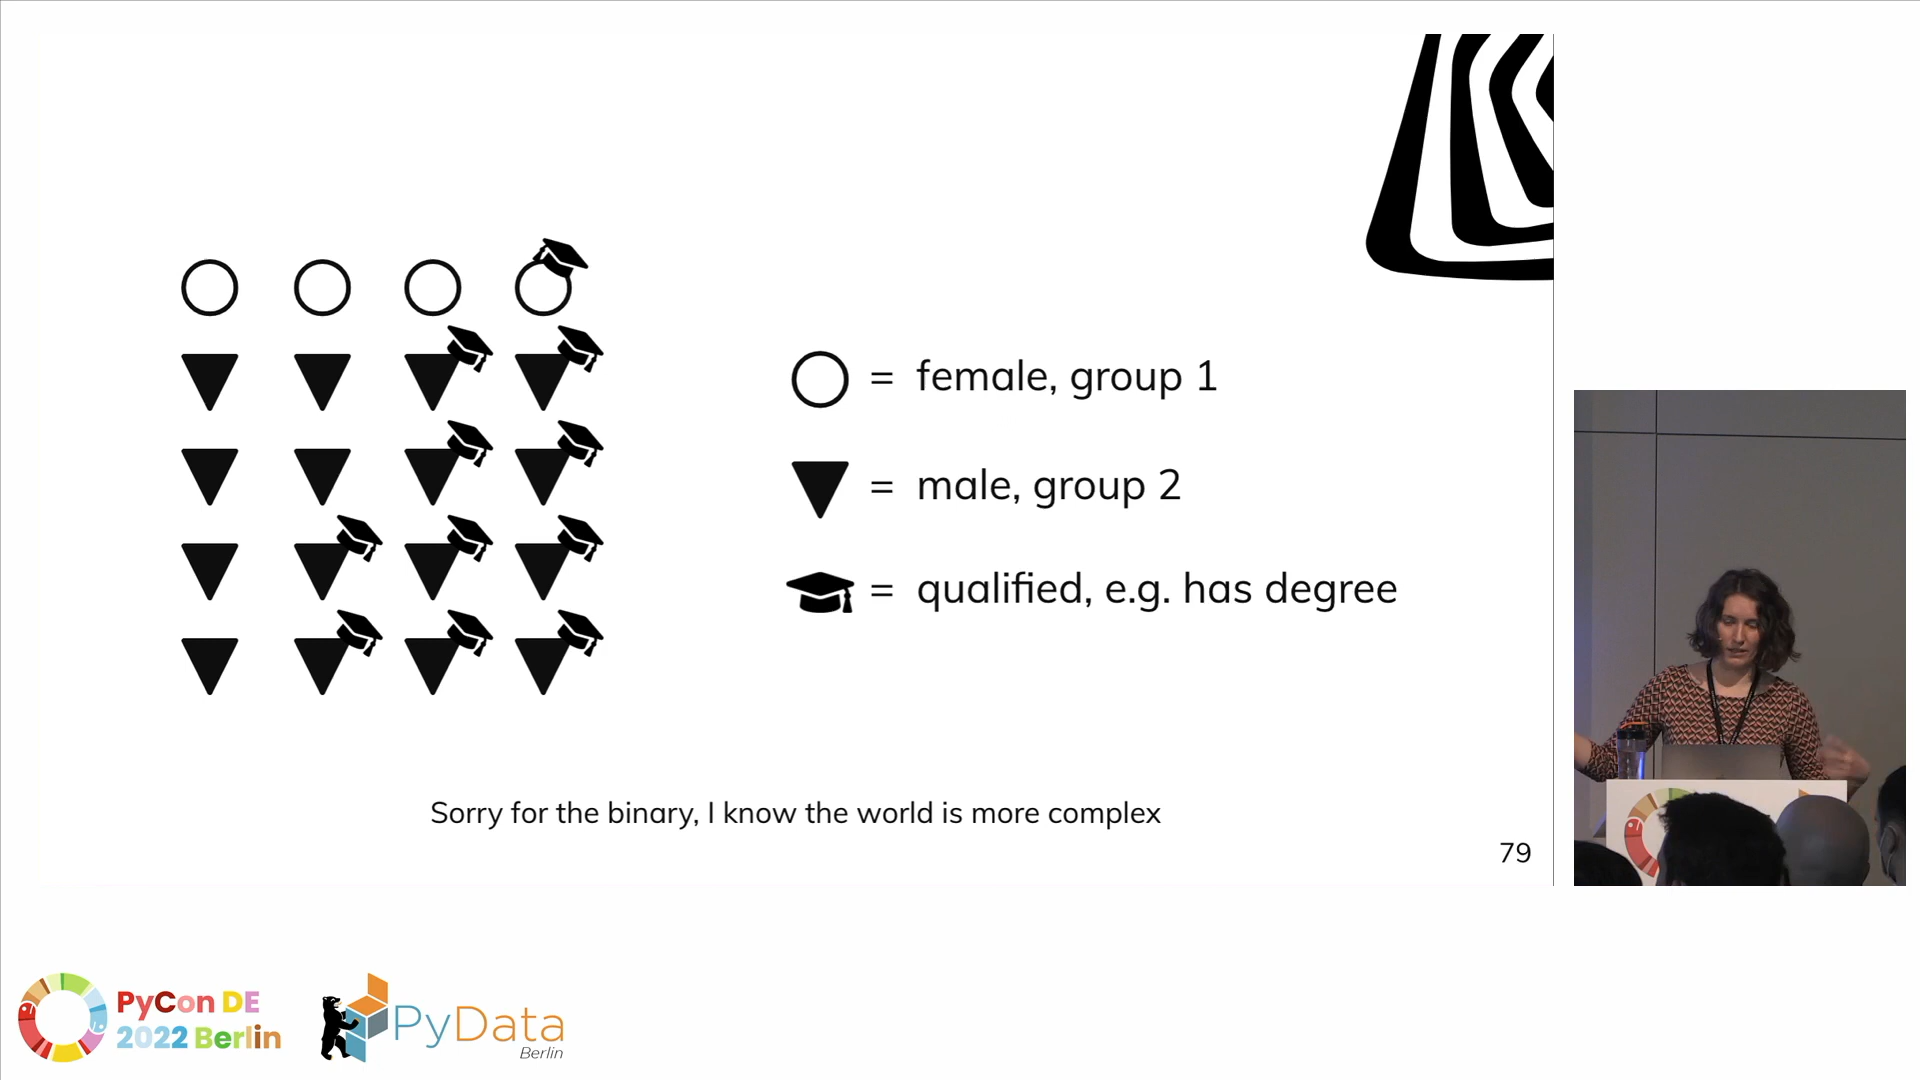 = female, group 1
= male, group 2
= qualified, e.g. has degree
Sorry for the binary, I know the world is more complex
79
PyCon DE
2022 Berlin
PyData
Berlin